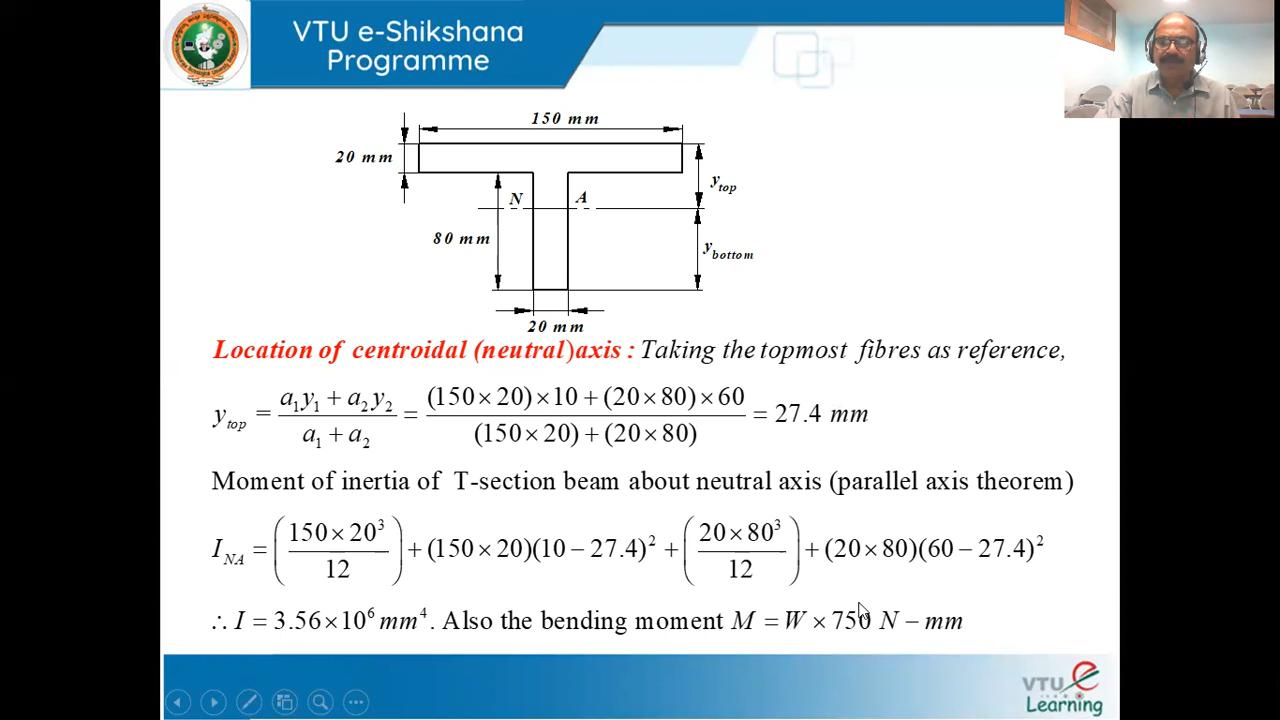 VTU e-Shikshana
Programme
150 mm
20 mm
y_top
N A
80 mm
y_bottom
20 mm
Location of centroidal (neutral)axis : Taking the topmost fibres as reference,
y_top = (a₁y₁ + a₂y₂)/(a₁ + a₂) = ((150×20)×10 + (20×80)×60)/((150×20) + (20×80)) = 27.4 mm
Moment of inertia of T-section beam about neutral axis (parallel axis theorem)
I_NA = (150×20³/12) + (150×20)(10−27.4)² + (20×80³/12) + (20×80)(60−27.4)²
∴ I = 3.56×10⁶ mm⁴. Also the bending moment M = W × 750 N − mm
VTU e
Learning